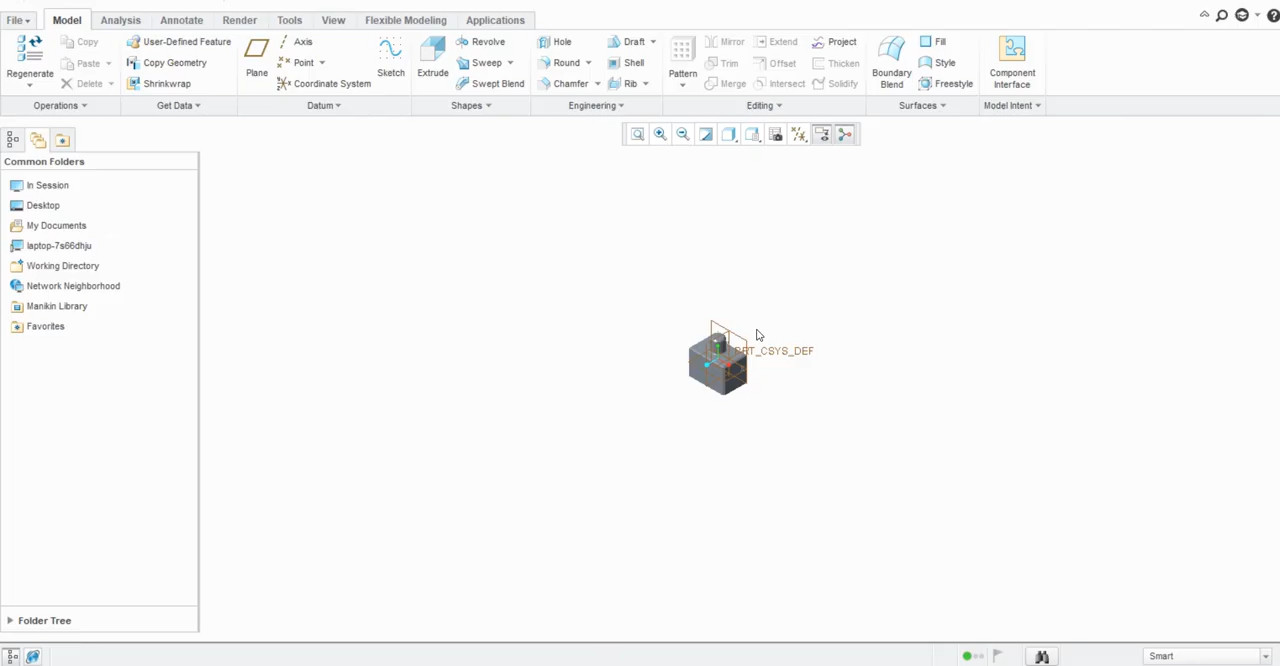 File Model Analysis Annotate Render Tools View Flexible Modeling Applications
Regenerate
Copy
Paste
Delete
Operations
User-Defined Feature
Copy Geometry
Shrinkwrap
Get Data
Plane
Axis
Point
Coordinate System
Sketch
Datum
Extrude
Revolve
Sweep
Swept Blend
Shapes
Hole
Round
Chamfer
Draft
Shell
Rib
Engineering
Pattern
Mirror
Trim
Merge
Extend
Offset
Intersect
Project
Thicken
Solidify
Editing
Boundary
Blend
Fill
Style
Freestyle
Surfaces
Component
Interface
Model Intent
Common Folders
In Session
Desktop
My Documents
laptop-7s66dhju
Working Directory
Network Neighborhood
Manikin Library
Favorites
PRT_CSYS_DEF
Folder Tree
Smart